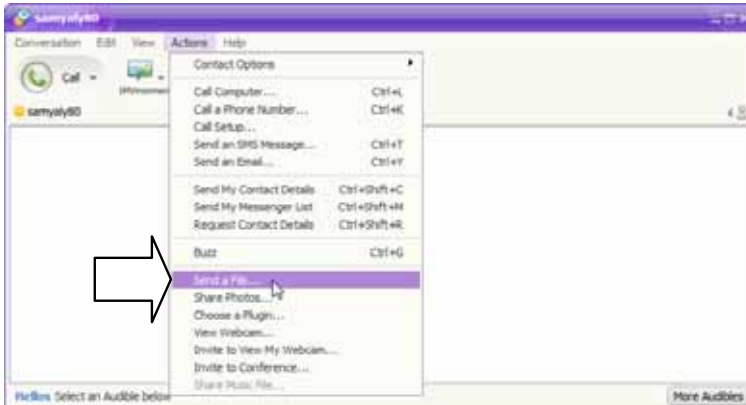 samyaly80
Conversation Edit View Actions Help
Contact Options
Call
Call Computer... Ctrl+L
samyaly80
Call a Phone Number... Ctrl+K
Call Setup...
Send an SMS Message... Ctrl+T
Send an Email... Ctrl+Y
Send My Contact Details Ctrl+Shift+C
Send My Messenger List Ctrl+Shift+M
Request Contact Details Ctrl+Shift+R
Buzz Ctrl+G
Send a File...
Share Photos...
Choose a Plugin...
View Webcam...
Invite to View My Webcam...
Invite to Conference...
Share Music File...
Hellos Select an Audible below
More Audibles